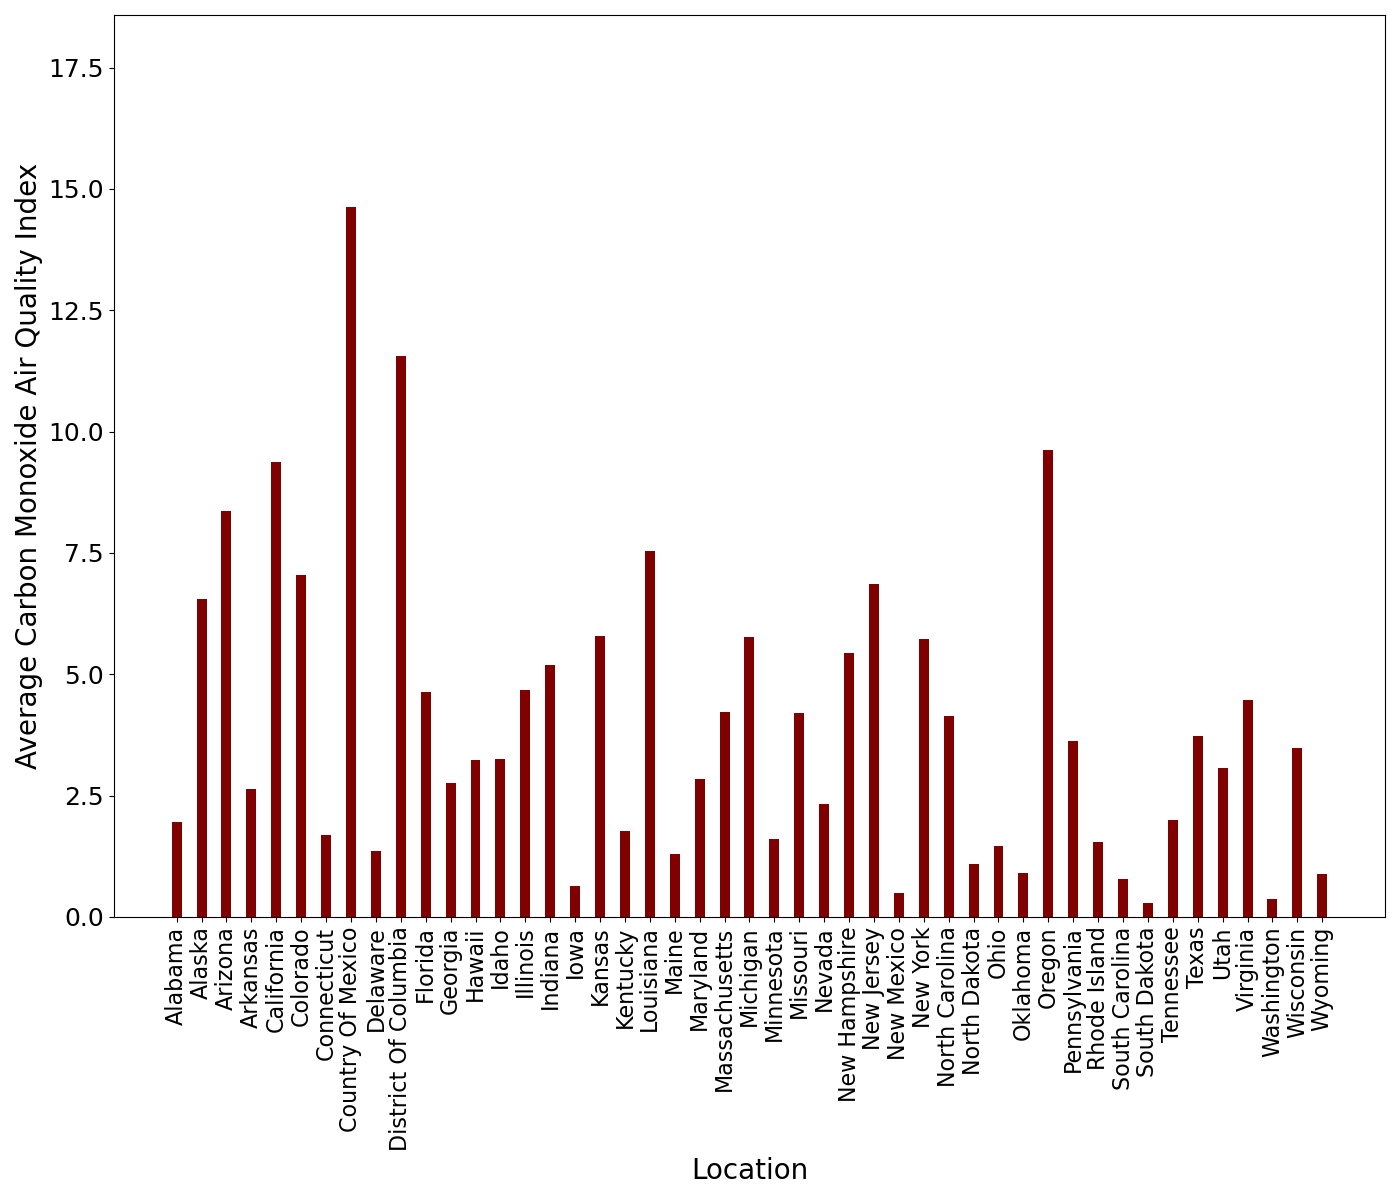 Average Carbon Monoxide Air Quality Index
17.5
15.0
12.5
10.0
7.5
5.0
2.5
0.0
Alabama
Alaska
Arizona
Arkansas
California
Colorado
Connecticut
Country Of Mexico
Delaware
District Of Columbia
Florida
Georgia
Hawaii
Idaho
Illinois
Indiana
Iowa
Kansas
Kentucky
Louisiana
Maine
Maryland
Massachusetts
Michigan
Minnesota
Missouri
Nevada
New Hampshire
New Jersey
New Mexico
New York
North Carolina
North Dakota
Ohio
Oklahoma
Oregon
Pennsylvania
Rhode Island
South Carolina
South Dakota
Tennessee
Texas
Utah
Virginia
Washington
Wisconsin
Wyoming
Location